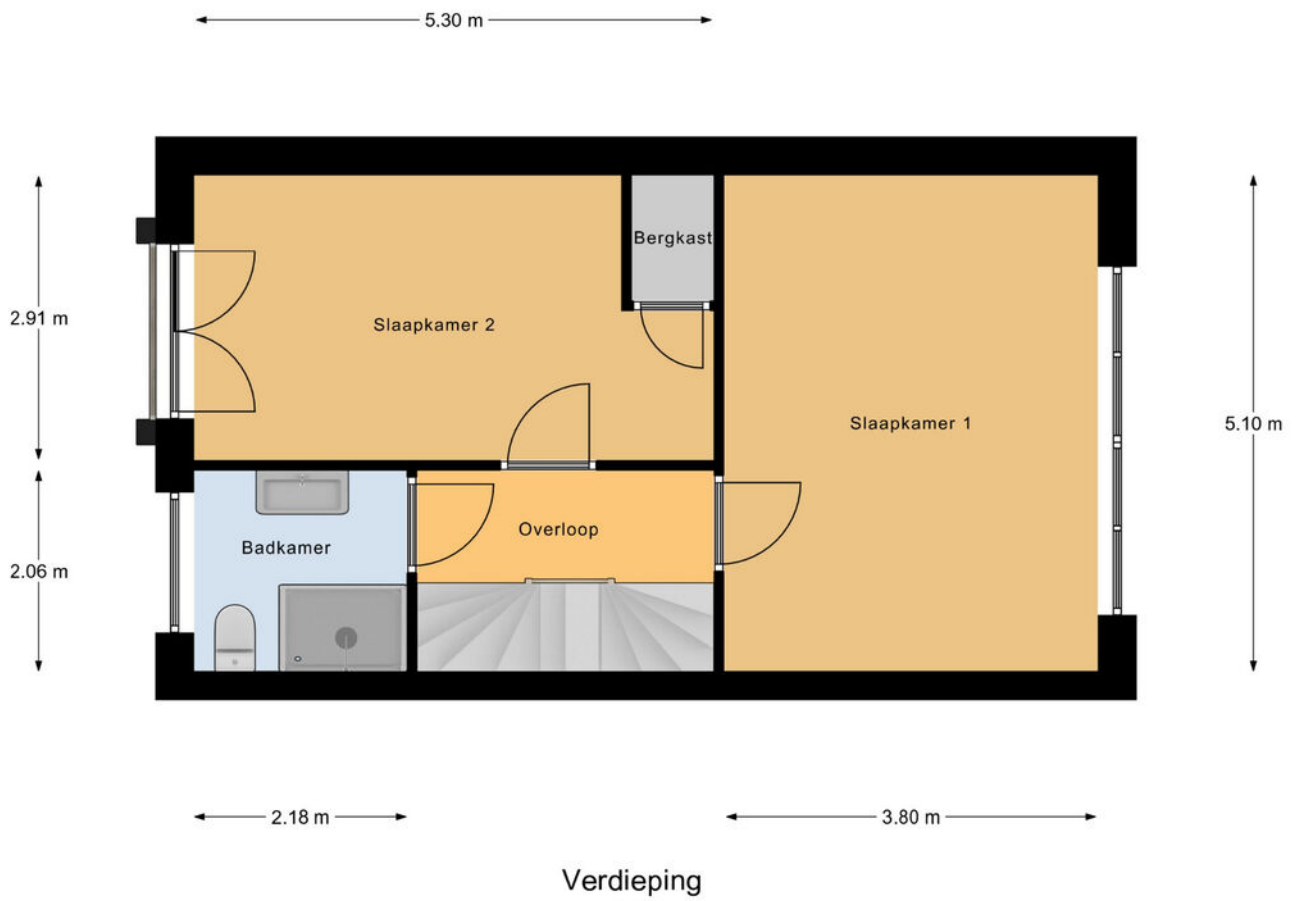 5.30 m
Bergkast
2.91 m
Slaapkamer 2
Slaapkamer 1
5.10 m
Overloop
Badkamer
2.06 m
2.18 m
3.80 m
Verdieping